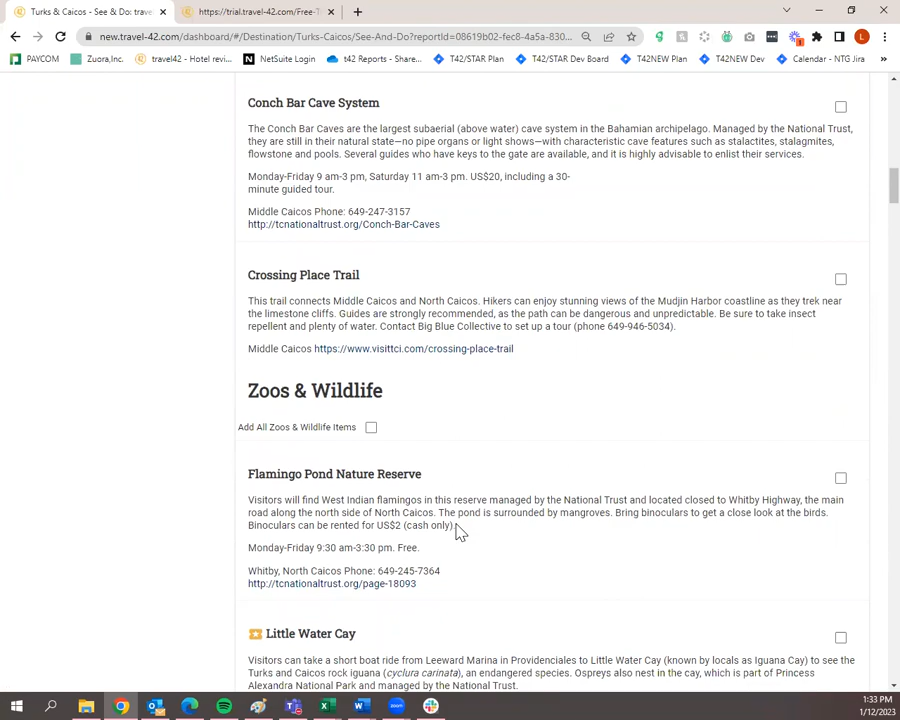 Turks & Caicos - See & Do: trave
https://trial.travel-42.com/Free-T
new.travel-42.com/dashboard/#/Destination/Turks-Caicos/See-And-Do?reportId=08619b02-fec8-4a5a-830...
PAYCOM
Zuora,Inc.
travel42 - Hotel revi...
NetSuite Login
t42 Reports - Share...
T42/STAR Plan
T42/STAR Dev Board
T42NEW Plan
T42NEW Dev
Calendar - NTG Jira
Conch Bar Cave System
The Conch Bar Caves are the largest subaerial (above water) cave system in the Bahamian archipelago. Managed by the National Trust,
they are still in their natural state—no pipe organs or light shows—with characteristic cave features such as stalactites, stalagmites,
flowstone and pools. Several guides who have keys to the gate are available, and it is highly advisable to enlist their services.
Monday-Friday 9 am-3 pm, Saturday 11 am-3 pm. US$20, including a 30-
minute guided tour.
Middle Caicos Phone: 649-247-3157
http://tcnationaltrust.org/Conch-Bar-Caves
Crossing Place Trail
This trail connects Middle Caicos and North Caicos. Hikers can enjoy stunning views of the Mudjin Harbor coastline as they trek near
the limestone cliffs. Guides are strongly recommended, as the path can be dangerous and unpredictable. Be sure to take insect
repellent and plenty of water. Contact Big Blue Collective to set up a tour (phone 649-946-5034).
Middle Caicos https://www.visittci.com/crossing-place-trail
Zoos & Wildlife
Add All Zoos & Wildlife Items
Flamingo Pond Nature Reserve
Visitors will find West Indian flamingos in this reserve managed by the National Trust and located closed to Whitby Highway, the main
road along the north side of North Caicos. The pond is surrounded by mangroves. Bring binoculars to get a close look at the birds.
Binoculars can be rented for US$2 (cash only).
Monday-Friday 9:30 am-3:30 pm. Free.
Whitby, North Caicos Phone: 649-245-7364
http://tcnationaltrust.org/page-18093
Little Water Cay
Visitors can take a short boat ride from Leeward Marina in Providenciales to Little Water Cay (known by locals as Iguana Cay) to see the
Turks and Caicos rock iguana (cyclura carinata), an endangered species. Ospreys also nest in the cay, which is part of Princess
Alexandra National Park and managed by the National Trust.
1:33 PM
1/12/2023